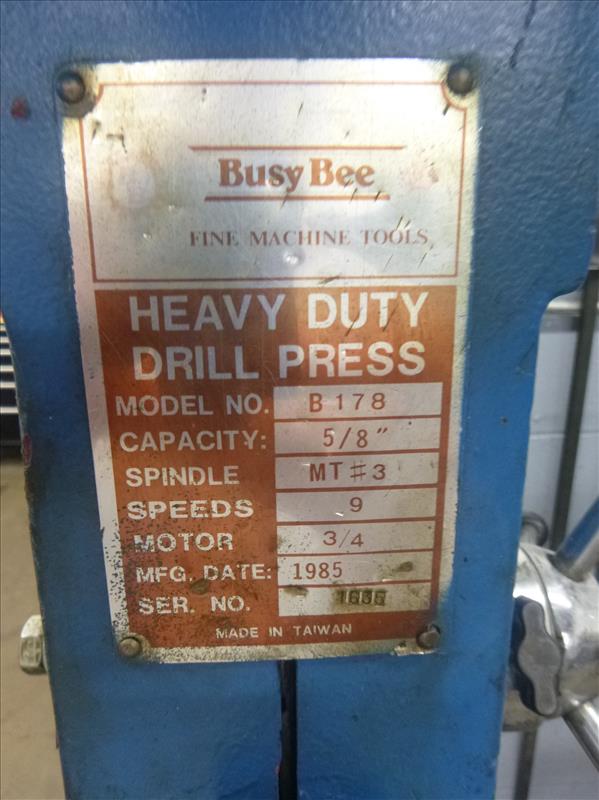 Busy Bee
FINE MACHINE TOOLS
HEAVY DUTY
DRILL PRESS
MODEL NO. B 178
CAPACITY: 5/8"
SPINDLE MT#3
SPEEDS 9
MOTOR 3/4
MFG. DATE: 1985
SER. NO.
MADE IN TAIWAN